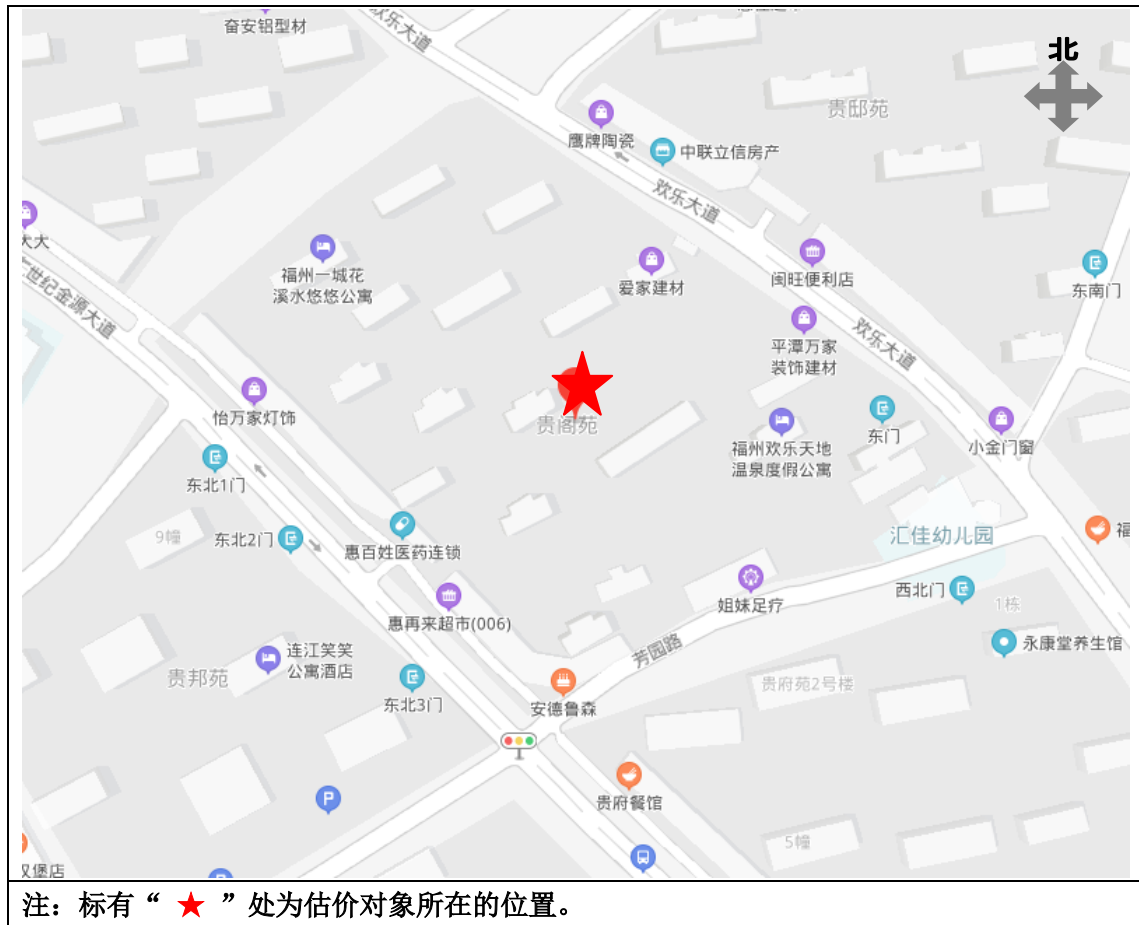 奋安铝型材
欢乐大道
北
贵邸苑
鹰牌陶瓷
中联立信房产
欢乐大道
大大
福州一城花
溪水悠悠公寓
爱家建材
闽旺便利店
东南门
世纪金源大道
平潭万家
装饰建材
欢乐大道
怡万家灯饰
贵阁苑
福州欢乐天地
温泉度假公寓
东门
小金门窗
东北1门
9幢
东北2门
惠百姓医药连锁
汇佳幼儿园
福
惠再来超市(006)
姐妹足疗
西北门
1栋
芳园路
永康堂养生馆
连江笑笑
公寓酒店
贵邦苑
东北3门
安德鲁森
贵府苑2号楼
P
贵府餐馆
5幢
汉堡店
注：标有“ ★ ”处为估价对象所在的位置。